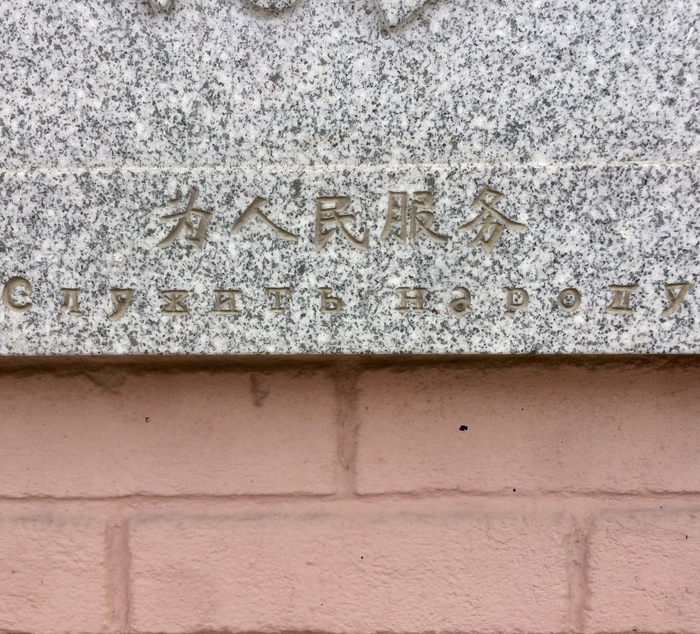 为人民服务
Служить народу